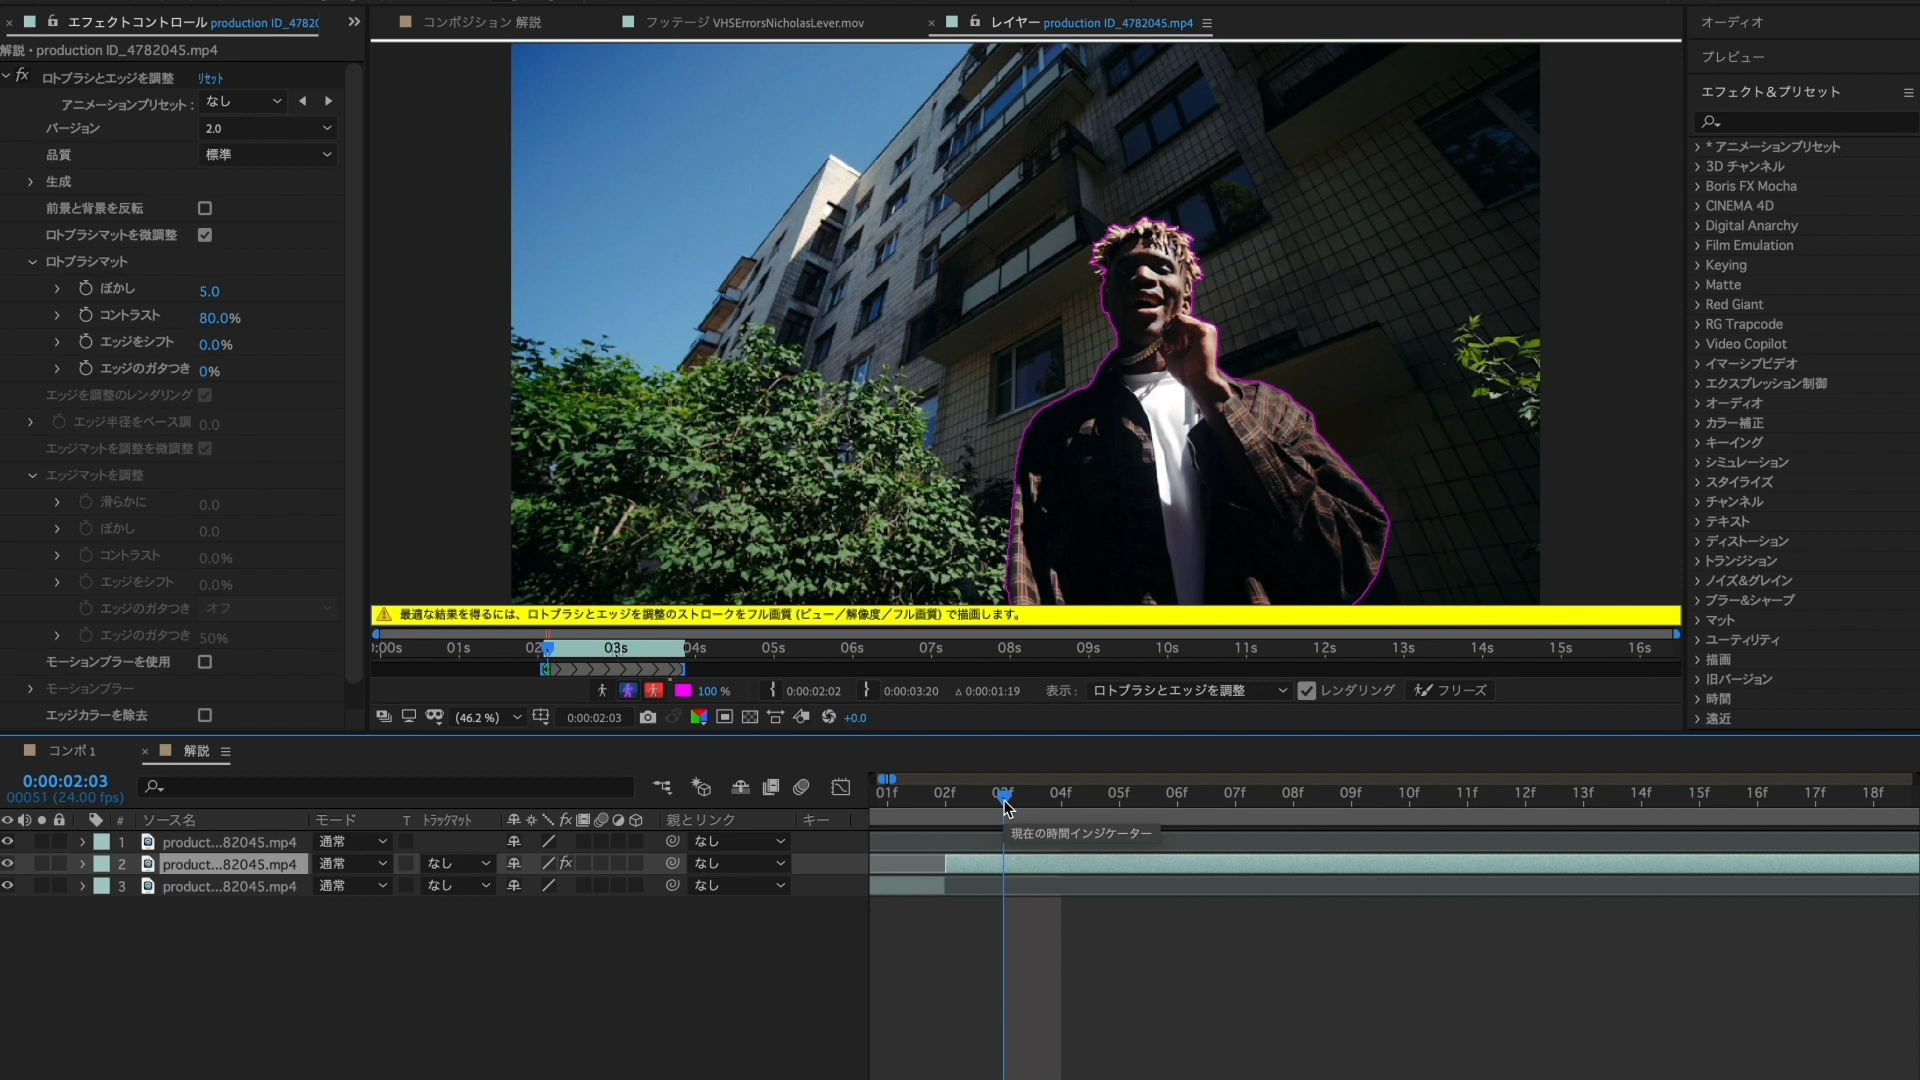 エフェクトコントロール production ID_4782(
コンポジション 解説
フッテージ VHSErrorsNicholasLever.mov
レイヤー production ID_4782045.mp4
オーディオ
解説・production ID_4782045.mp4
プレビュー
fx ロトブラシとエッジを調整 リセット
エフェクト＆プリセット
アニメーションプリセット : なし
バージョン 2.0
品質 標準
生成
前景と背景を反転
ロトブラシマットを微調整
ロトブラシマット
ぼかし 5.0
コントラスト 80.0%
エッジをシフト 0.0%
エッジのガタつき 0%
エッジを調整のレンダリング
エッジ半径をベース調 0.0
エッジマットを調整を微調整
エッジマットを調整
滑らかに 0.0
ぼかし 0.0
コントラスト 0.0%
エッジをシフト 0.0%
エッジのガタつき オフ
エッジのガタつき 50%
モーションブラーを使用
モーションブラー
エッジカラーを除去
* アニメーションプリセット
3D チャンネル
Boris FX Mocha
CINEMA 4D
Digital Anarchy
Film Emulation
Keying
Matte
Red Giant
RG Trapcode
Video Copilot
イマーシブビデオ
エクスプレッション制御
オーディオ
カラー補正
キーイング
シミュレーション
スタイライズ
チャンネル
テキスト
ディストーション
トランジション
ノイズ&グレイン
ブラー&シャープ
マット
ユーティリティ
描画
旧バージョン
時間
遠近
最適な結果を得るには、ロトブラシとエッジを調整のストロークをフル画質 (ビュー／解像度／フル画質) で描画します。
):00s 01s 02 03s 04s 05s 06s 07s 08s 09s 10s 11s 12s 13s 14s 15s 16s
100 % 0:00:02:02 0:00:03:20 Δ 0:00:01:19 表示 : ロトブラシとエッジを調整 レンダリング フリーズ
(46.2 %) 0:00:02:03 +0.0
コンポ 1
解説
0:00:02:03
00051 (24.00 fps)
01f 02f 03f 04f 05f 06f 07f 08f 09f 10f 11f 12f 13f 14f 15f 16f 17f 18f
# ソース名 モード T トラックマット fx 親とリンク キー
現在の時間インジケーター
1 product...82045.mp4 通常 なし
2 product...82045.mp4 通常 なし fx なし
3 product...82045.mp4 通常 なし なし